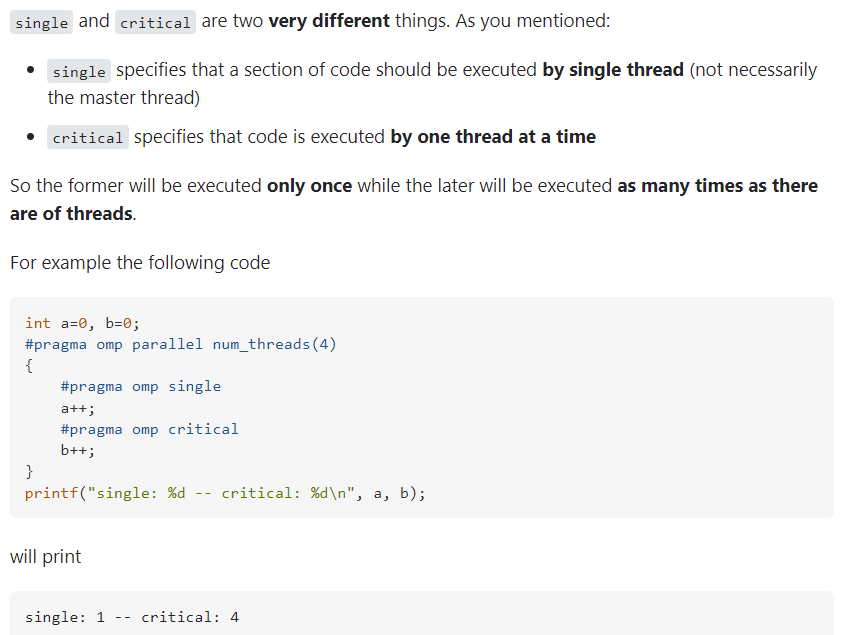 single and critical are two very different things. As you mentioned:
• single specifies that a section of code should be executed by single thread (not necessarily
the master thread)
• critical specifies that code is executed by one thread at a time
So the former will be executed only once while the later will be executed as many times as there
are of threads.
For example the following code
int a=0, b=0;
#pragma omp parallel num_threads(4)
{
    #pragma omp single
    a++;
    #pragma omp critical
    b++;
}
printf("single: %d -- critical: %d\n", a, b);
will print
single: 1 -- critical: 4